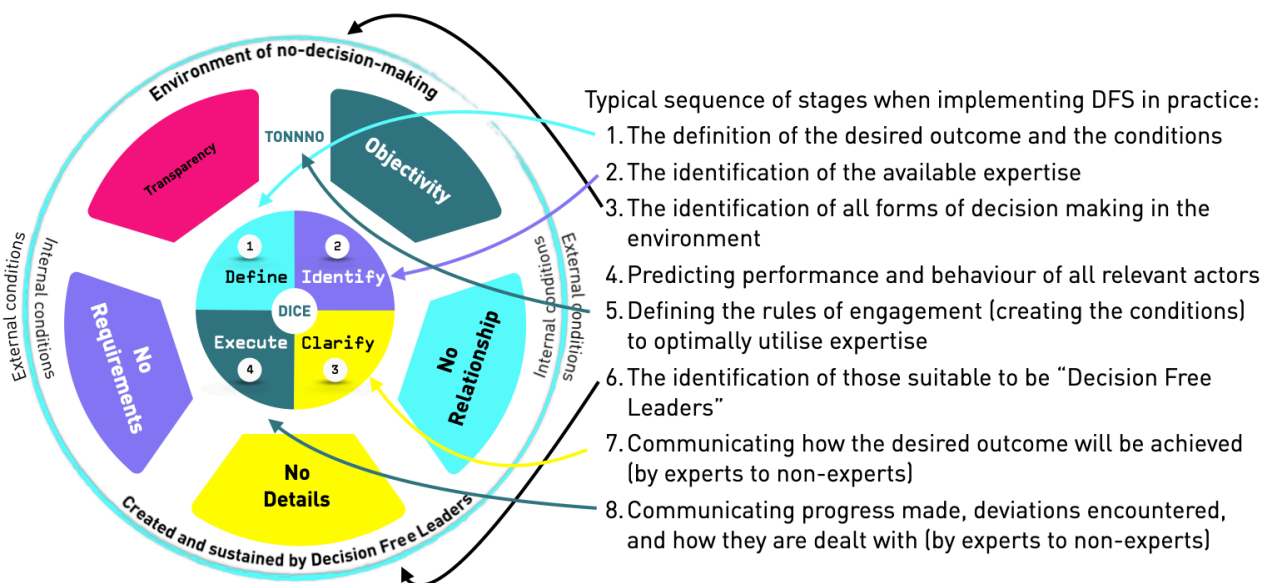 Environment of no-decision-making
TONNNO
Transparency
Objectivity
External conditions
Internal conditions
No
Requirements
1
Define
2
Identify
DICE
Execute
4
Clarify
3
No
Relationship
Internal conditions
External conditions
No
Details
Created and sustained by Decision Free Leaders
Typical sequence of stages when implementing DFS in practice:
1. The definition of the desired outcome and the conditions
2. The identification of the available expertise
3. The identification of all forms of decision making in the
environment
4. Predicting performance and behaviour of all relevant actors
5. Defining the rules of engagement (creating the conditions)
to optimally utilise expertise
6. The identification of those suitable to be “Decision Free
Leaders”
7. Communicating how the desired outcome will be achieved
(by experts to non-experts)
8. Communicating progress made, deviations encountered,
and how they are dealt with (by experts to non-experts)